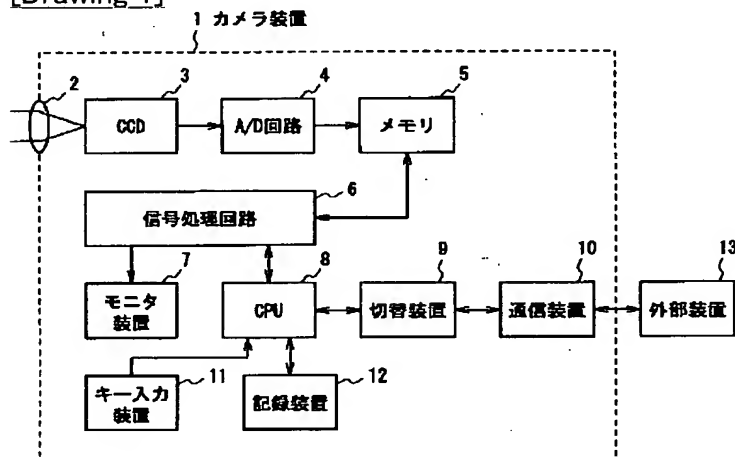 [Drawing 1]
1 カメラ装置
2
3
4
5
CCD
A/D回路
メモリ
6
信号処理回路
7
8
9
10
13
モニタ
装置
CPU
切替装置
通信装置
外部装置
11
12
キー入力
装置
記録装置